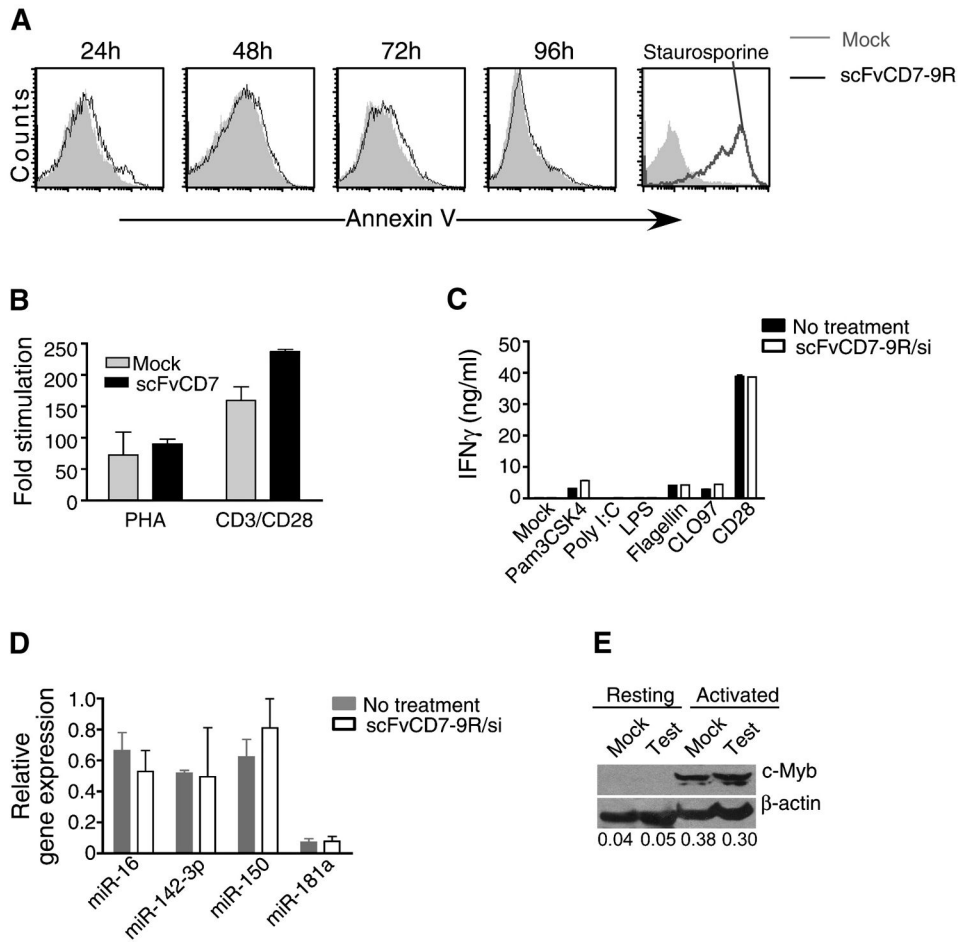 A
24h
48h
72h
96h
Staurosporine
Mock
scFvCD7-9R
Counts
Annexin V
B
Fold stimulation
250
200
150
100
50
0
Mock
scFvCD7
PHA
CD3/CD28
C
No treatment
scFvCD7-9R/si
IFNγ (ng/ml)
50
40
30
20
10
0
Mock
Pam3CSK4
Poly I:C
LPS
Flagellin
CLO97
CD28
D
Relative
gene expression
1.0
0.8
0.6
0.4
0.2
0
No treatment
scFvCD7-9R/si
miR-16
miR-142-3p
miR-150
miR-181a
E
Resting Activated
Mock Test Mock Test
c-Myb
β-actin
0.04 0.05 0.38 0.30